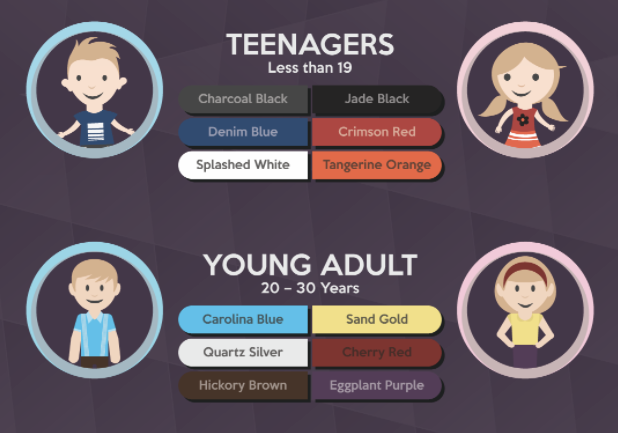 TEENAGERS
Less than 19
Charcoal Black Jade Black
Denim Blue Crimson Red
Splashed White Tangerine Orange
YOUNG ADULT
20 – 30 Years
Carolina Blue Sand Gold
Quartz Silver Cherry Red
Hickory Brown Eggplant Purple